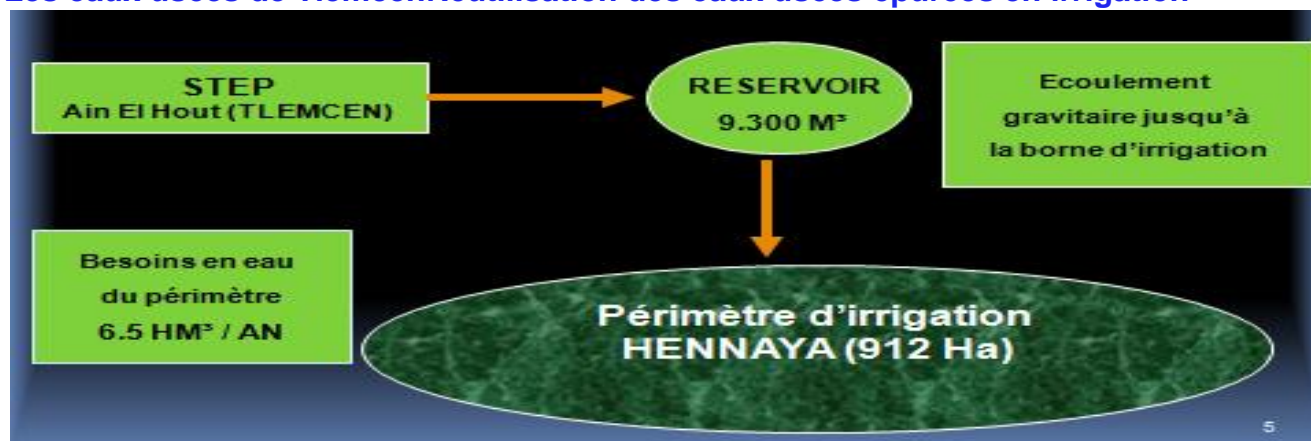 STEP
Ain El Hout (TLEMCEN)
RESERVOIR
9.300 M³
Ecoulement
gravitaire jusqu'à
la borne d'irrigation
Besoins en eau
du périmètre
6.5 HM³ / AN
Périmètre d'irrigation
HENNAYA (912 Ha)
5